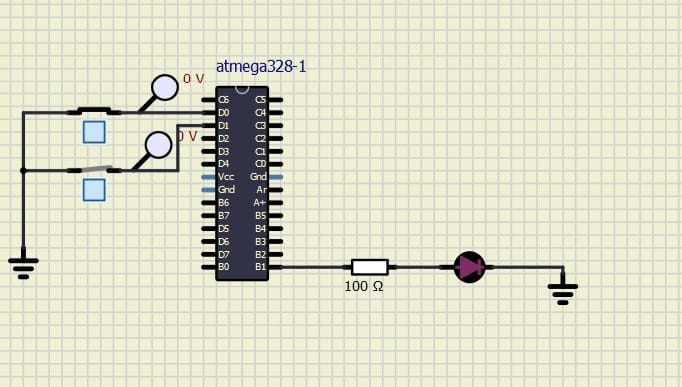 atmega328-1
0 V
0 V
C6 C5
D0 C4
D1 C3
D2 C2
D3 C1
D4 C0
Vcc Gnd
Gnd Ar
B6 A+
B7 B5
D5 B4
D6 B3
D7 B2
B0 B1
100 Ω